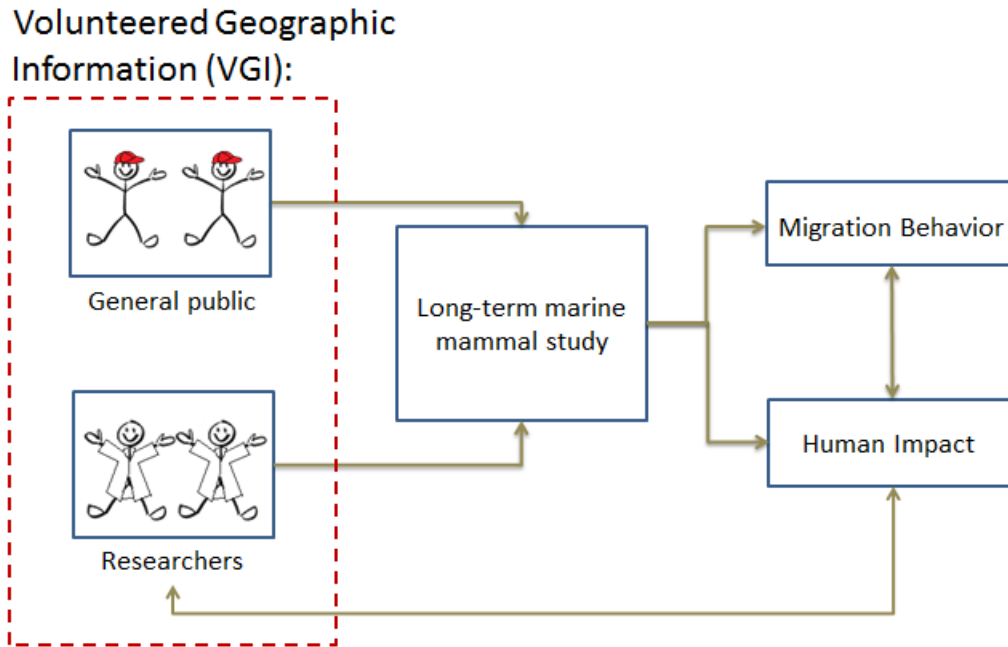 Volunteered Geographic
Information (VGI):
General public
Long-term marine
mammal study
Migration Behavior
Human Impact
Researchers